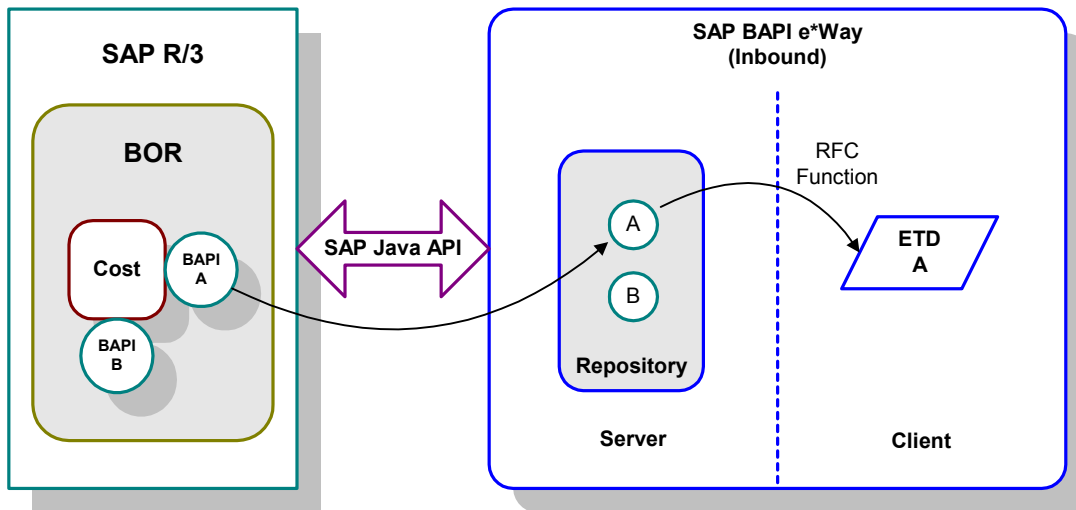 SAP R/3
BOR
Cost
BAPI
A
BAPI
B
SAP Java API
SAP BAPI e*Way
(Inbound)
A
B
Repository
Server
RFC
Function
ETD
A
Client